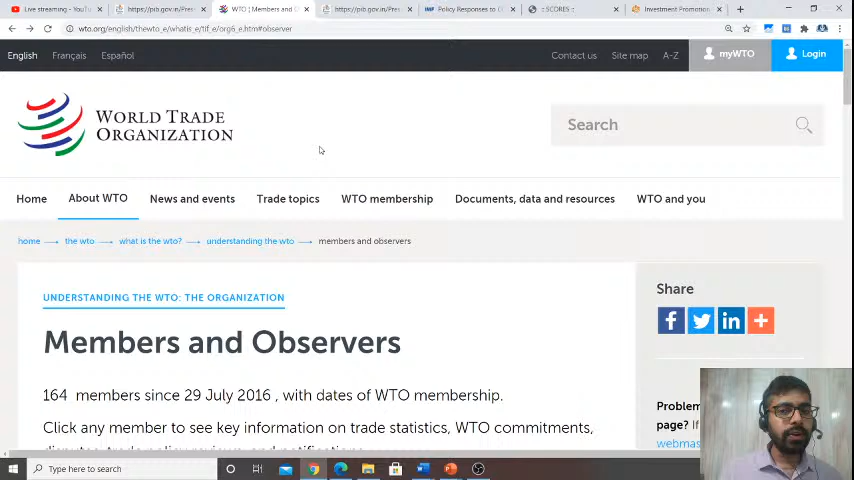 Live streaming - YouTu
https://pib.gov.in/Pres
WTO | Members and O
https://pib.gov.in/Pres
Policy Responses to C
:: SCORES ::
Investment Promotion
wto.org/english/thewto_e/whatis_e/tif_e/org6_e.htm#observer
English Français Español
Contact us Site map A-Z
myWTO
Login
WORLD TRADE
ORGANIZATION
Search
Home About WTO News and events Trade topics WTO membership Documents, data and resources WTO and you
home the wto what is the wto? understanding the wto members and observers
UNDERSTANDING THE WTO: THE ORGANIZATION
Members and Observers
164 members since 29 July 2016 , with dates of WTO membership.
Click any member to see key information on trade statistics, WTO commitments,
Share
Problem
page? If
webmas
Type here to search